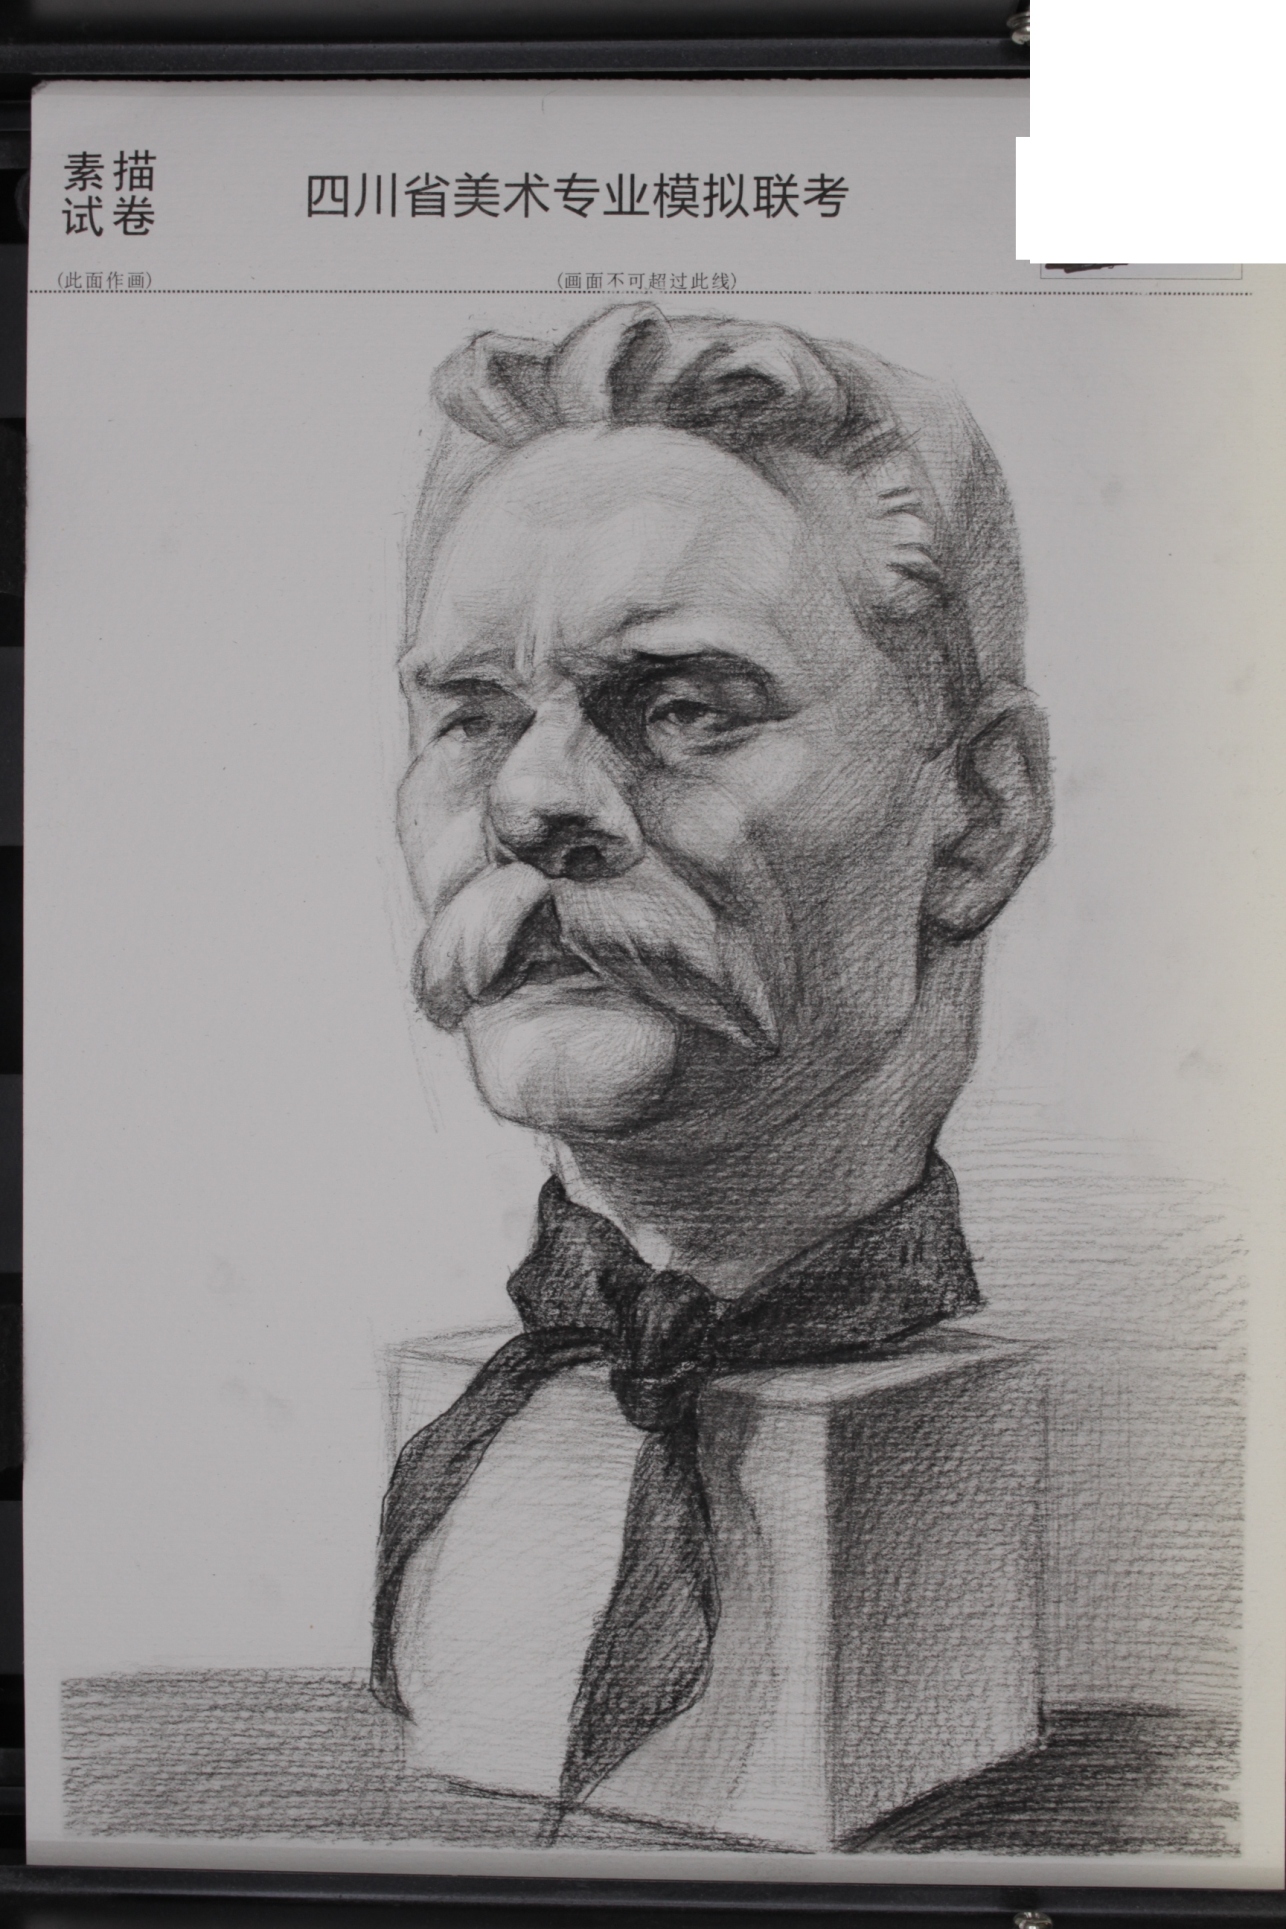 素描
试卷
四川省美术专业模拟联考
(此面作画)
(画面不可超过此线)